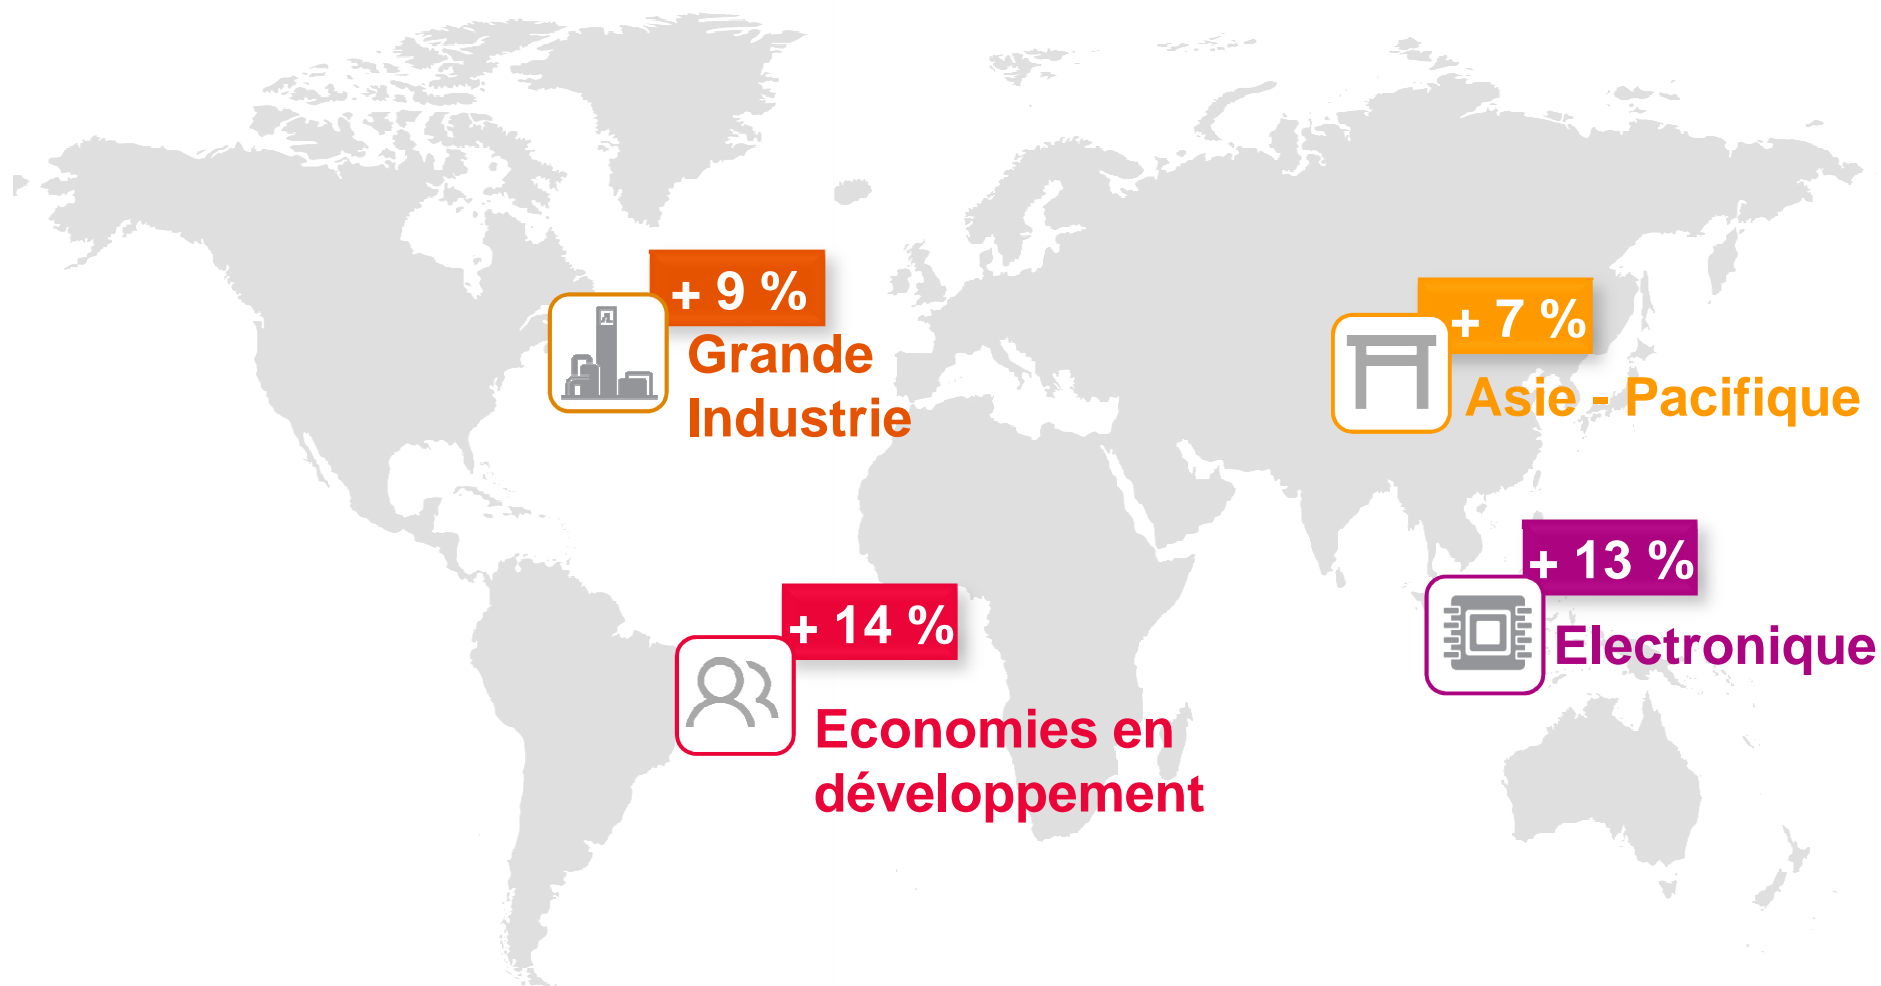 + 9 %
Grande
Industrie
+ 7 %
Asie - Pacifique
+ 13 %
Electronique
+ 14 %
Economies en
développement